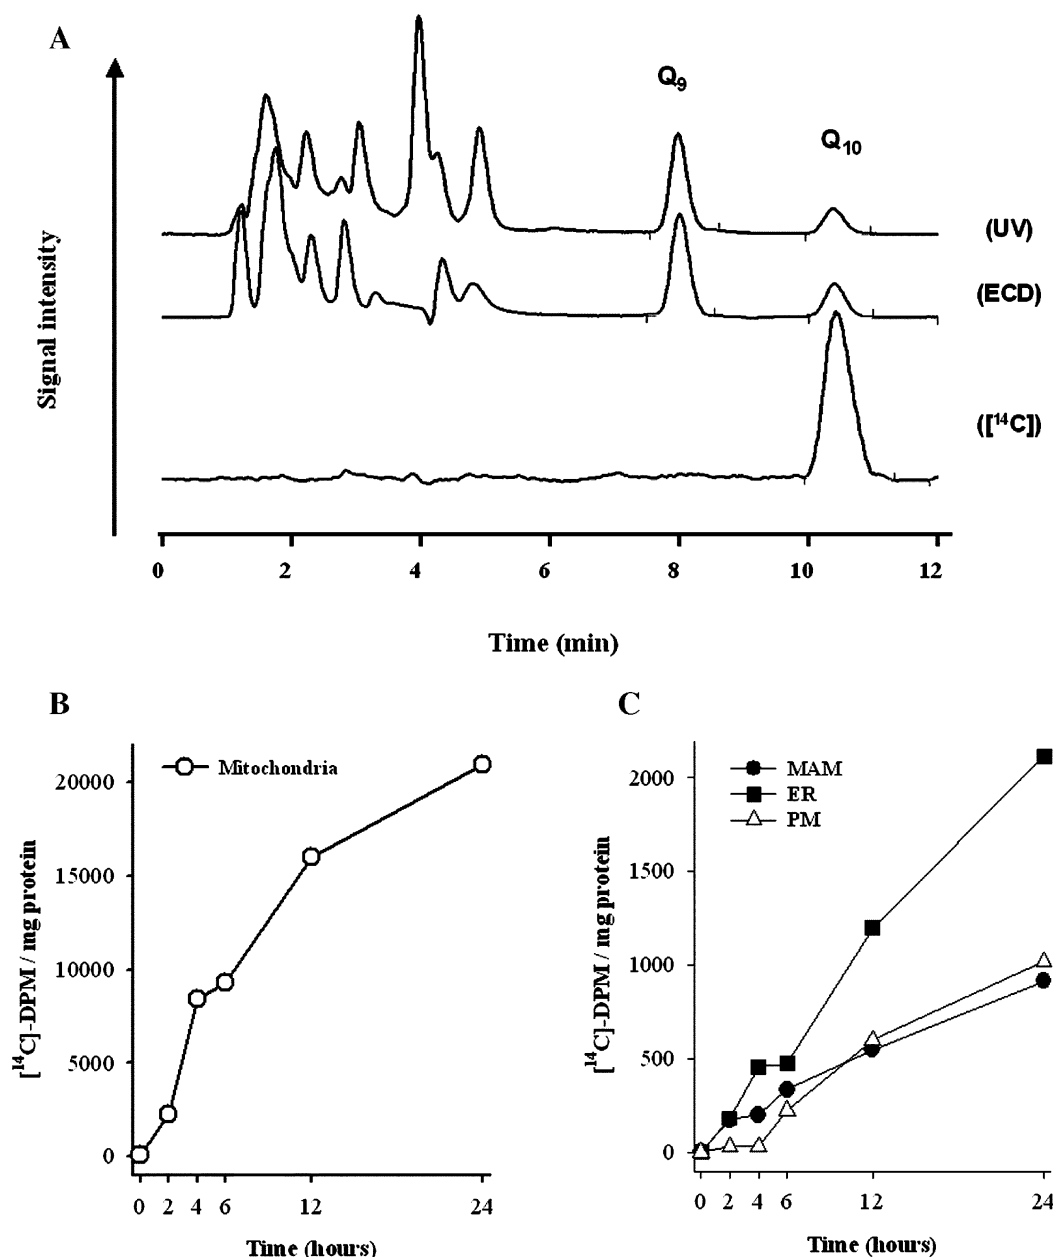 A
Q9
Q10
(UV)
(ECD)
([14C])
Signal intensity
0 2 4 6 8 10 12
Time (min)
B
Mitochondria
20000
15000
10000
5000
0
[14C]-DPM / mg protein
0 2 4 6 12 24
Time (hours)
C
MAM
ER
PM
2000
1500
1000
500
0
[14C]-DPM / mg protein
0 2 4 6 12 24
Time (hours)